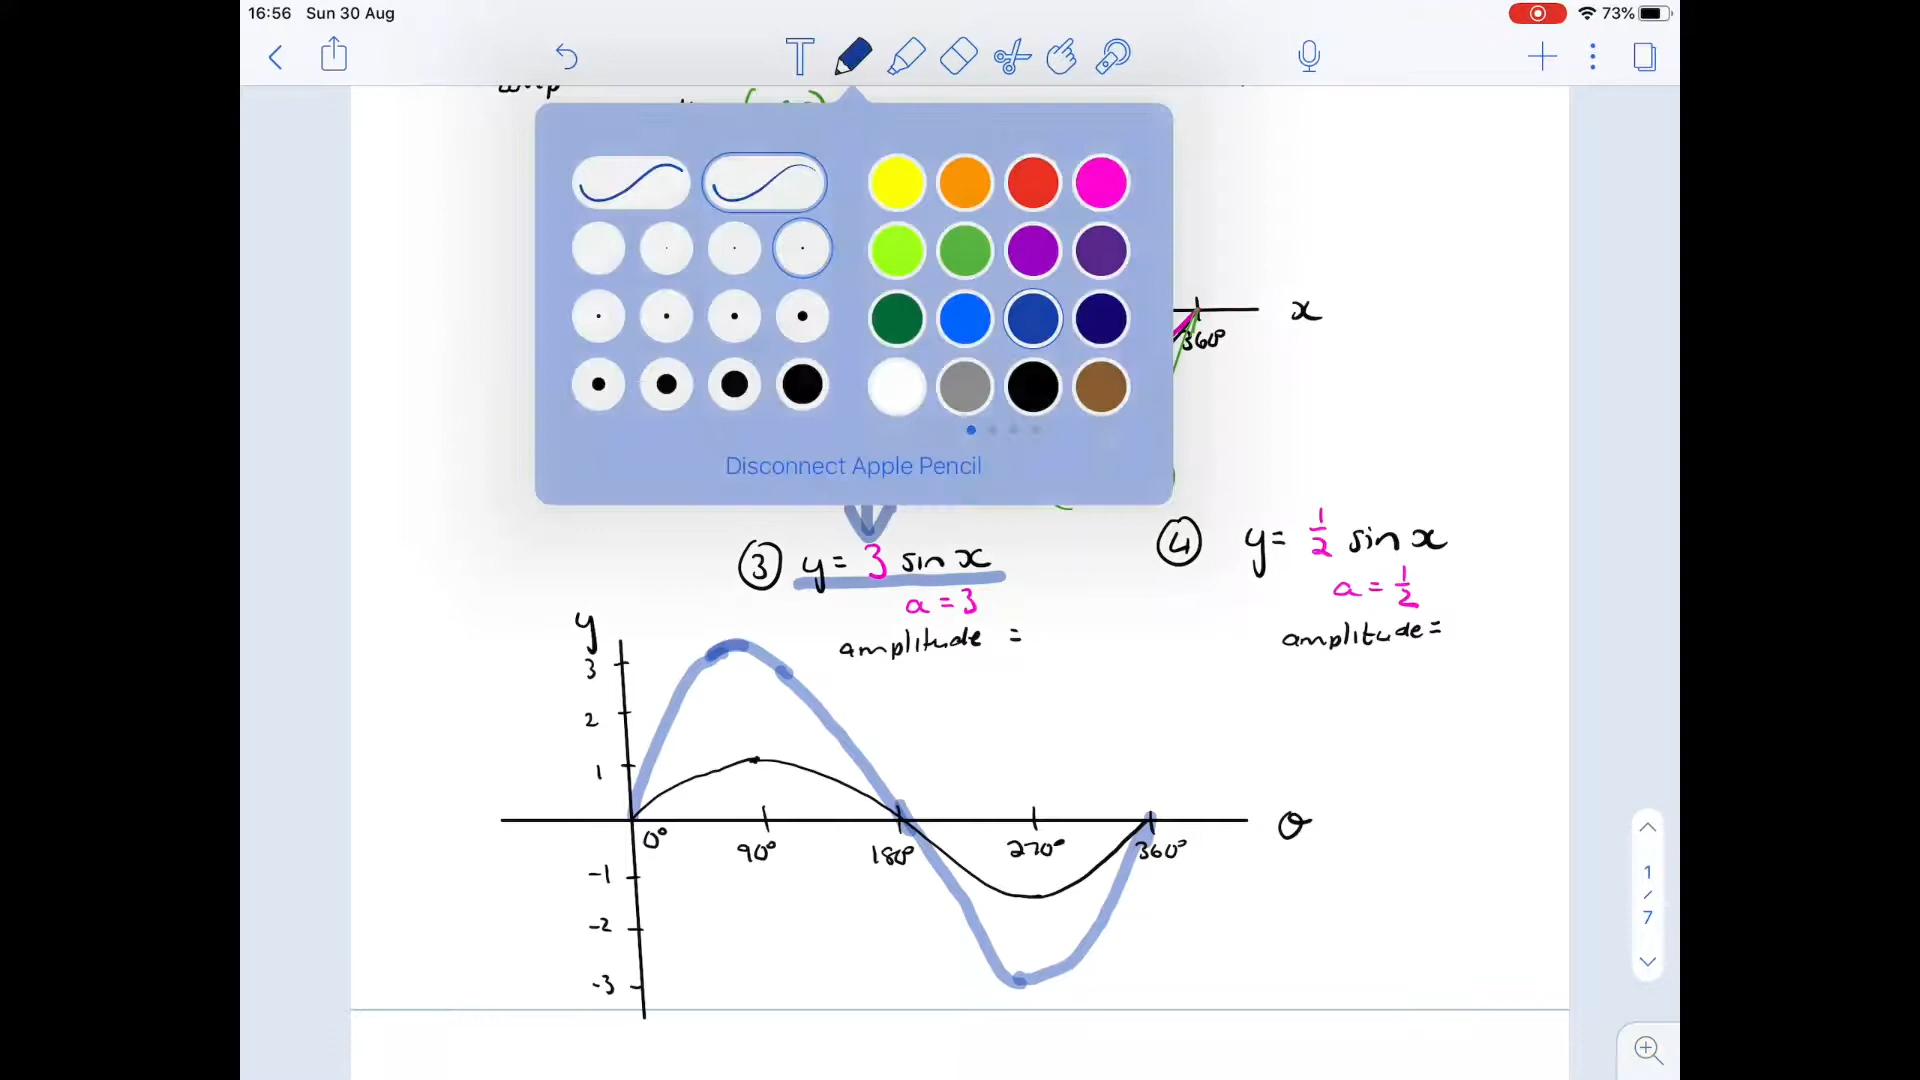 16:56 Sun 30 Aug
73%
T
Disconnect Apple Pencil
x
360°
③ y = 3 sin x
a = 3
amplitude =
④ y = 1/2 sin x
a = 1/2
amplitude =
y
3
2
1
0°
90°
180°
270°
360°
θ
-1
-2
-3
1
/
7